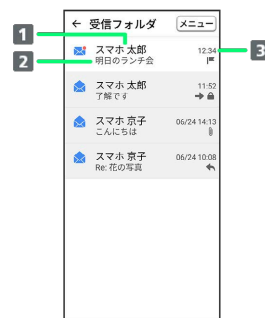 ← 受信フォルダ メニュー
1 スマホ 太郎 12:34 3
2 明日のランチ会
スマホ 太郎 11:52
了解です
スマホ 京子 06/24 14:13
こんにちは
スマホ 京子 06/24 10:08
Re: 花の写真